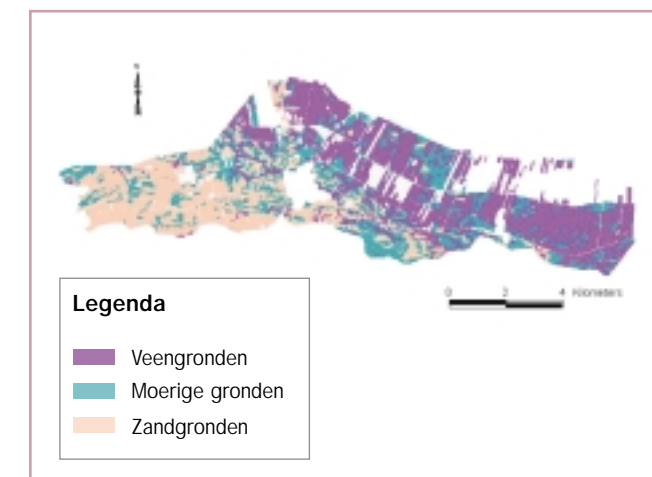 0 2 4 Kilometers
Legenda
Veengronden
Moerige gronden
Zandgronden